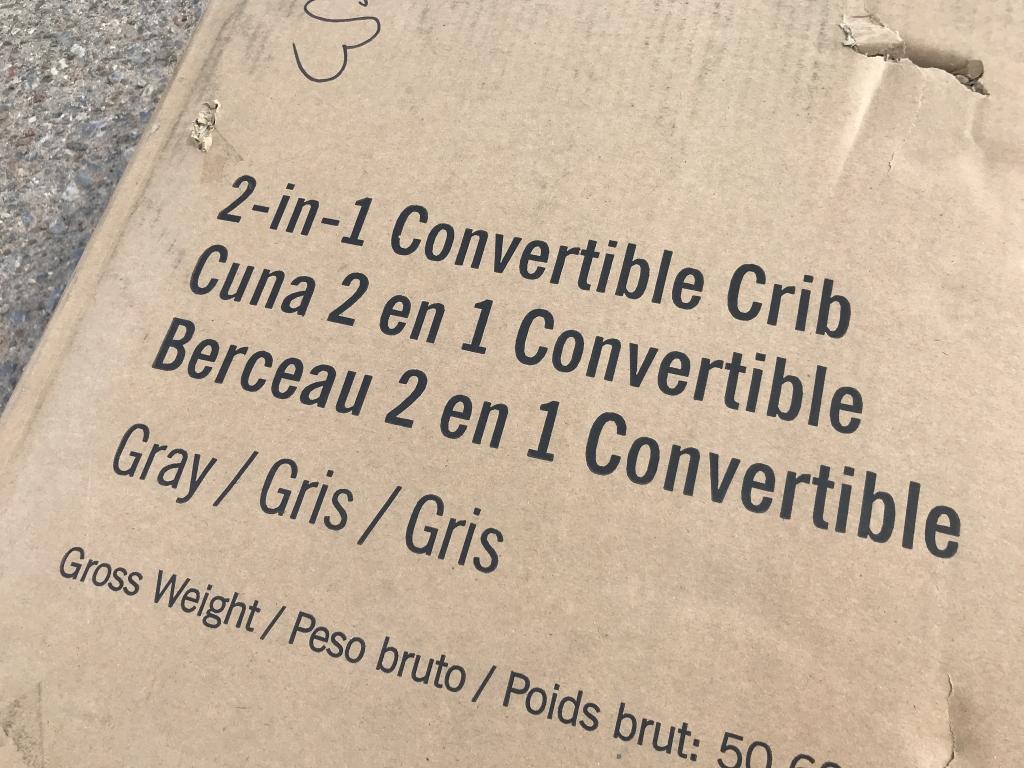 2-in-1 Convertible Crib
Cuna 2 en 1 Convertible
Berceau 2 en 1 Convertible
Gray / Gris / Gris
Gross Weight / Peso bruto / Poids brut: